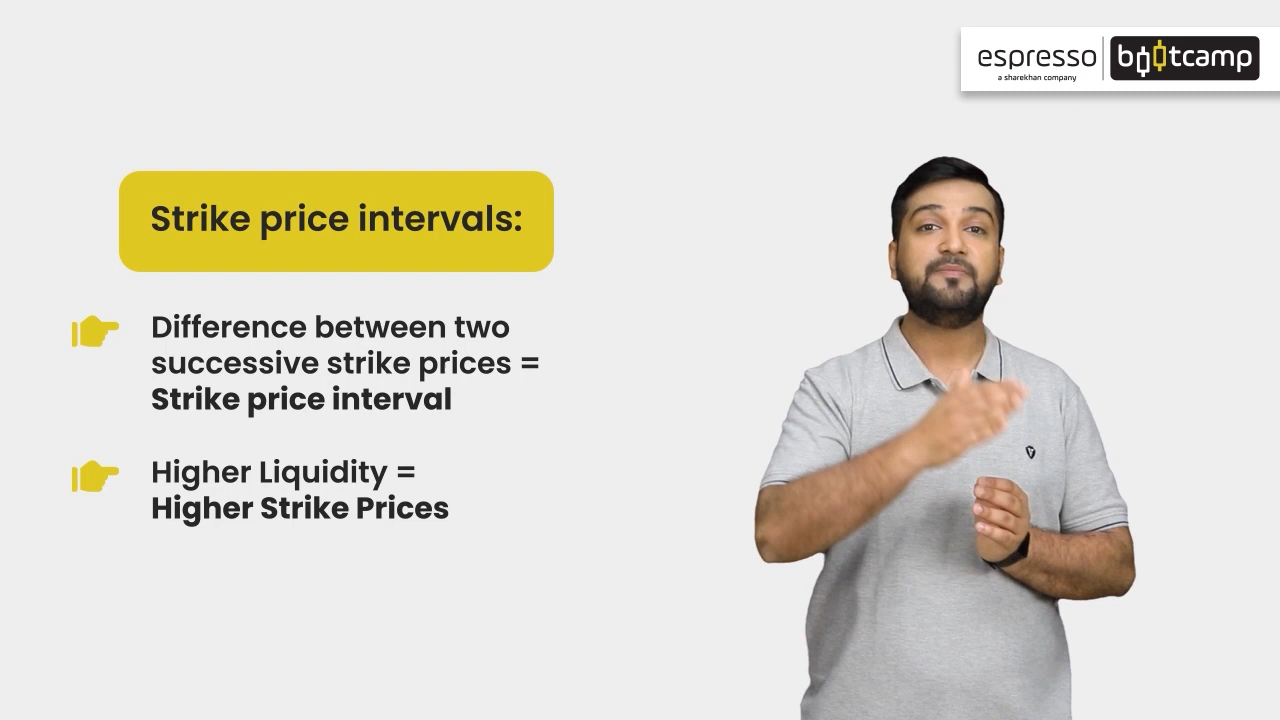 espresso
a sharekhan company
bootcamp
Strike price intervals:
Difference between two
successive strike prices =
Strike price interval
Higher Liquidity =
Higher Strike Prices